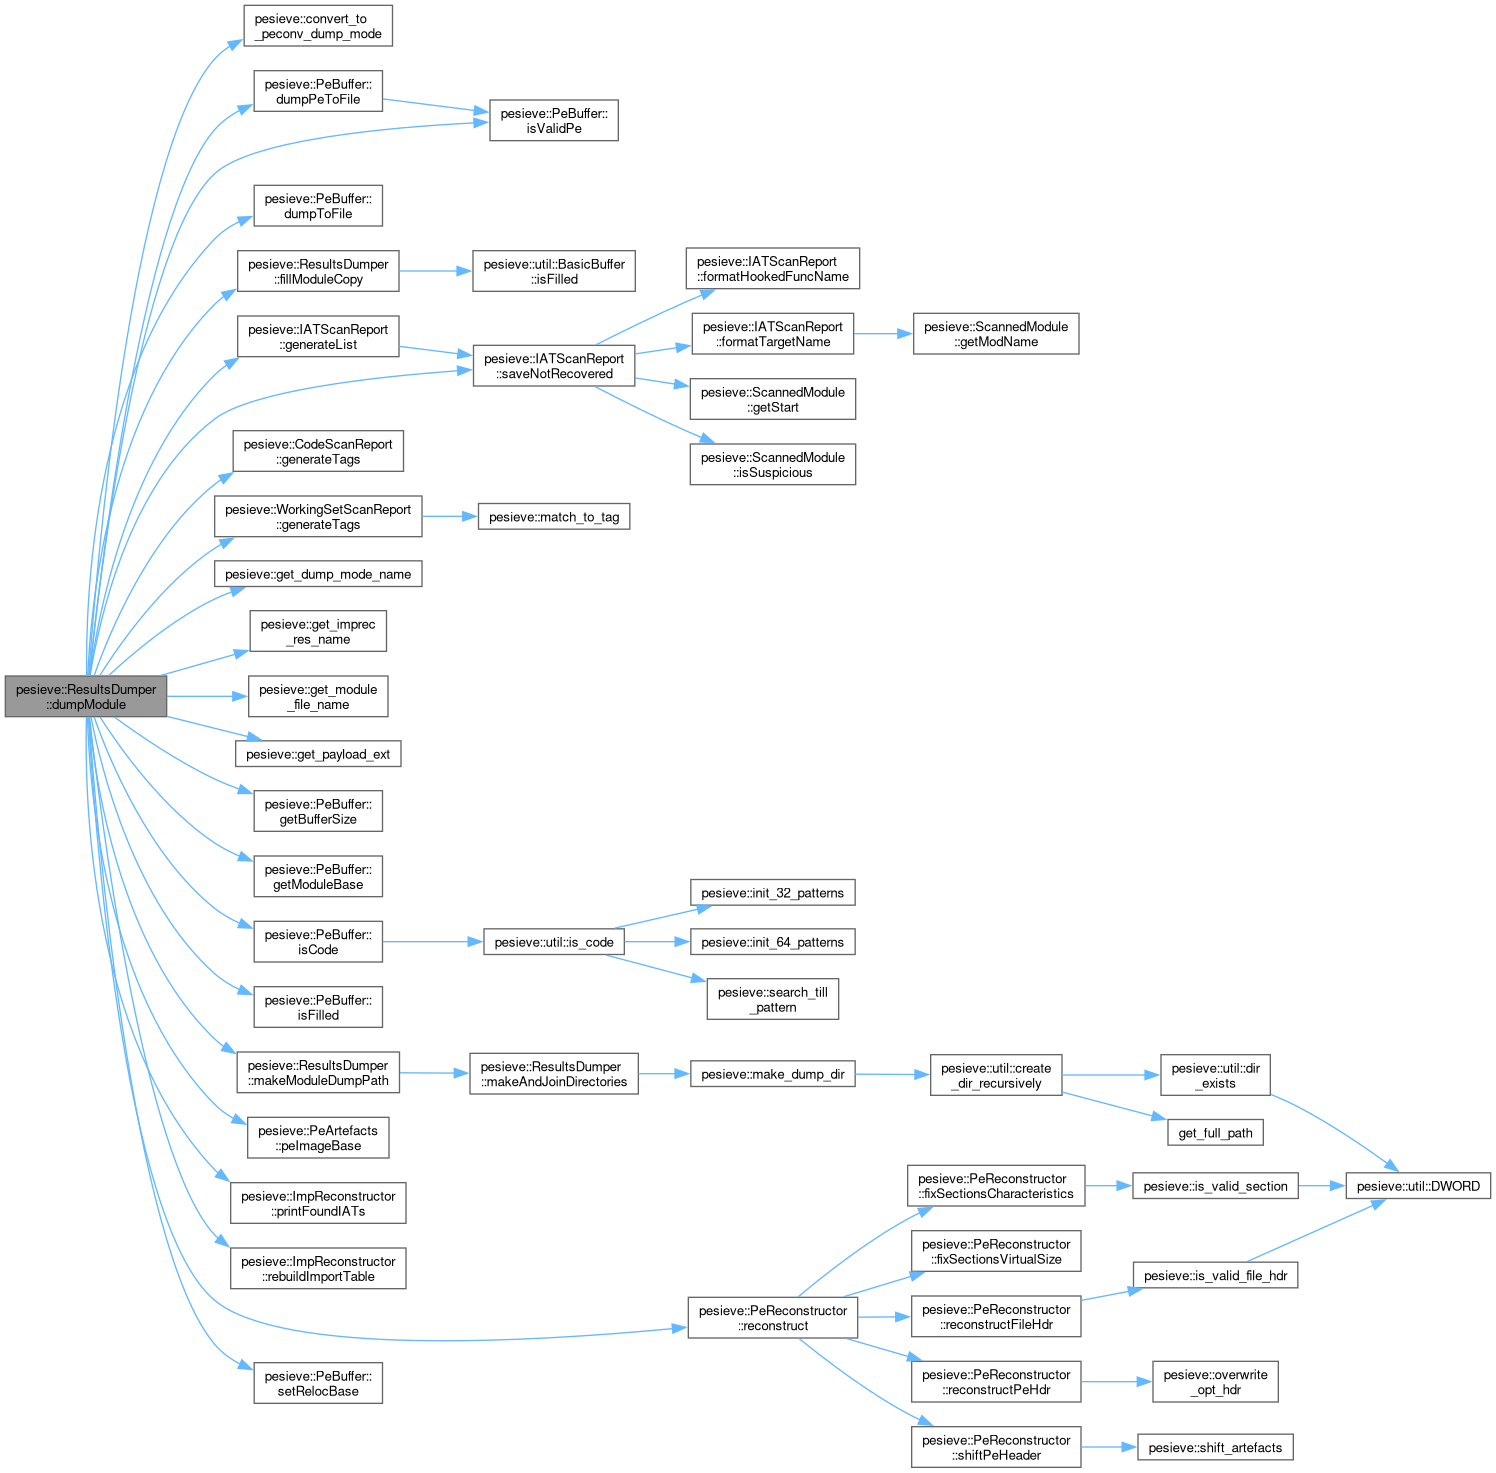 pesieve::convert_to
_peconv_dump_mode
pesieve::PeBuffer::
dumpPeToFile
pesieve::PeBuffer::
isValidPe
pesieve::PeBuffer::
dumpToFile
pesieve::ResultsDumper
::fillModuleCopy
pesieve::util::BasicBuffer
::isFilled
pesieve::IATScanReport
::formatHookedFuncName
pesieve::IATScanReport
::generateList
pesieve::IATScanReport
::saveNotRecovered
pesieve::IATScanReport
::formatTargetName
pesieve::ScannedModule
::getModName
pesieve::ScannedModule
::getStart
pesieve::ScannedModule
::isSuspicious
pesieve::CodeScanReport
::generateTags
pesieve::WorkingSetScanReport
::generateTags
pesieve::match_to_tag
pesieve::get_dump_mode_name
pesieve::get_imprec
_res_name
pesieve::ResultsDumper
::dumpModule
pesieve::get_module
_file_name
pesieve::get_payload_ext
pesieve::PeBuffer::
getBufferSize
pesieve::PeBuffer::
getModuleBase
pesieve::PeBuffer::
isCode
pesieve::util::is_code
pesieve::init_32_patterns
pesieve::init_64_patterns
pesieve::search_till
_pattern
pesieve::PeBuffer::
isFilled
pesieve::ResultsDumper
::makeModuleDumpPath
pesieve::ResultsDumper
::makeAndJoinDirectories
pesieve::make_dump_dir
pesieve::util::create
_dir_recursively
pesieve::util::dir
_exists
get_full_path
pesieve::PeArtefacts
::peImageBase
pesieve::ImpReconstructor
::printFoundIATs
pesieve::ImpReconstructor
::rebuildImportTable
pesieve::PeReconstructor
::reconstruct
pesieve::PeReconstructor
::fixSectionsCharacteristics
pesieve::is_valid_section
pesieve::util::DWORD
pesieve::PeReconstructor
::fixSectionsVirtualSize
pesieve::PeReconstructor
::reconstructFileHdr
pesieve::is_valid_file_hdr
pesieve::PeReconstructor
::reconstructPeHdr
pesieve::overwrite
_opt_hdr
pesieve::PeReconstructor
::shiftPeHeader
pesieve::shift_artefacts
pesieve::PeBuffer::
setRelocBase